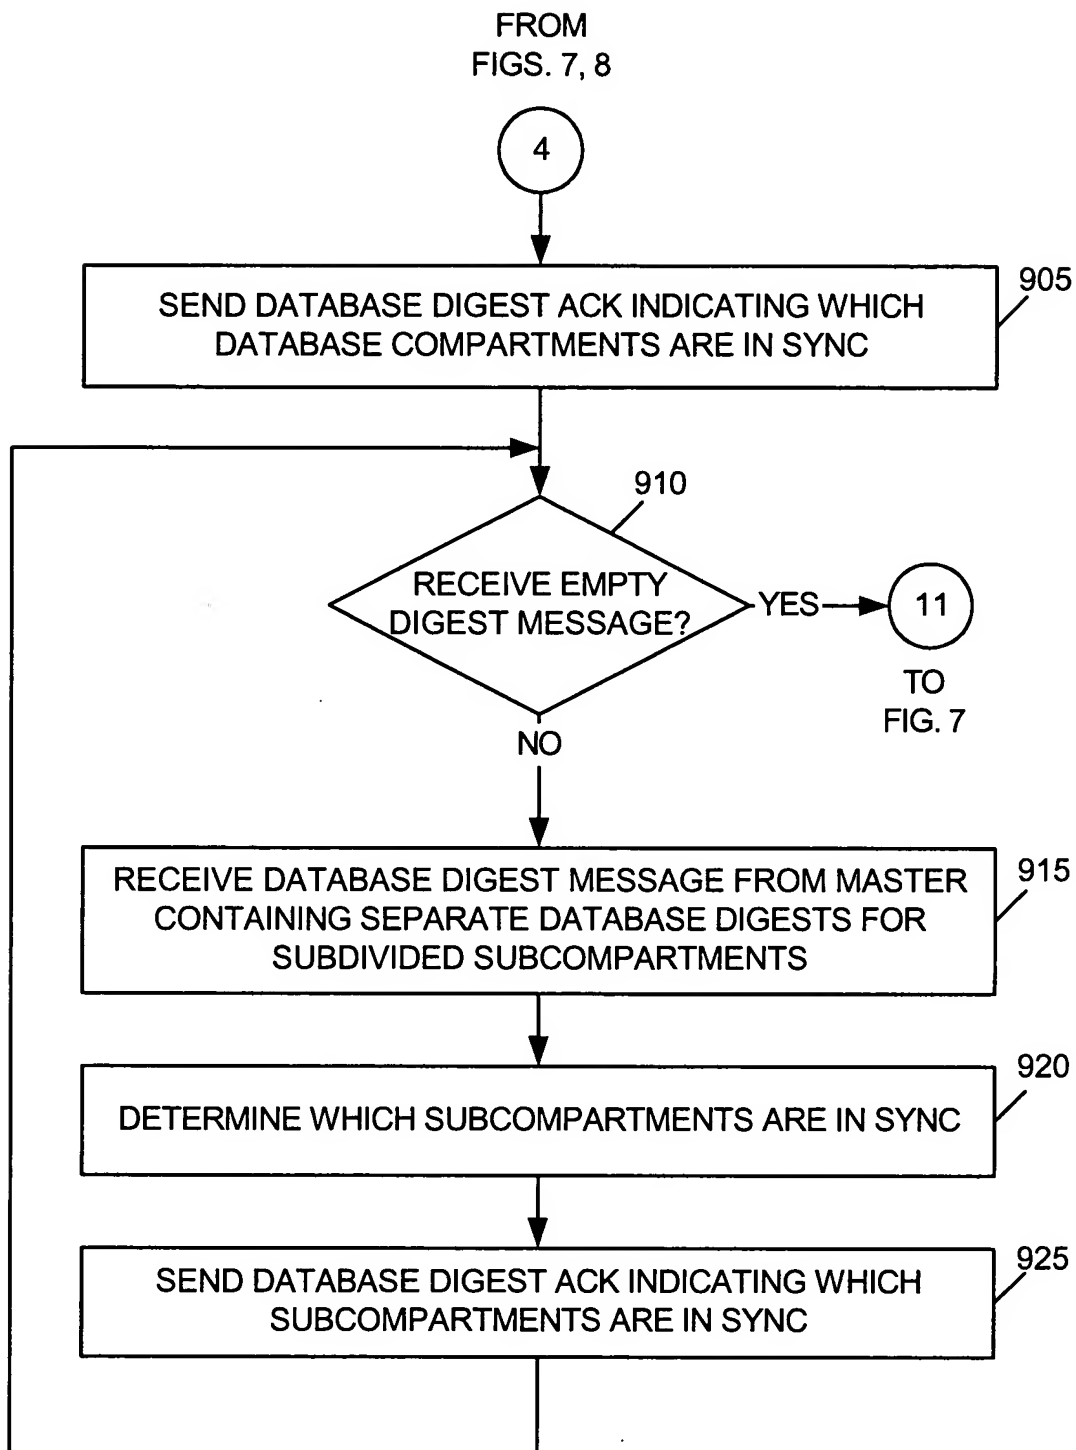 FROM
FIGS. 7, 8
4
905
SEND DATABASE DIGEST ACK INDICATING WHICH
DATABASE COMPARTMENTS ARE IN SYNC
910
RECEIVE EMPTY
DIGEST MESSAGE?
YES
11
TO
FIG. 7
NO
915
RECEIVE DATABASE DIGEST MESSAGE FROM MASTER
CONTAINING SEPARATE DATABASE DIGESTS FOR
SUBDIVIDED SUBCOMPARTMENTS
920
DETERMINE WHICH SUBCOMPARTMENTS ARE IN SYNC
925
SEND DATABASE DIGEST ACK INDICATING WHICH
SUBCOMPARTMENTS ARE IN SYNC